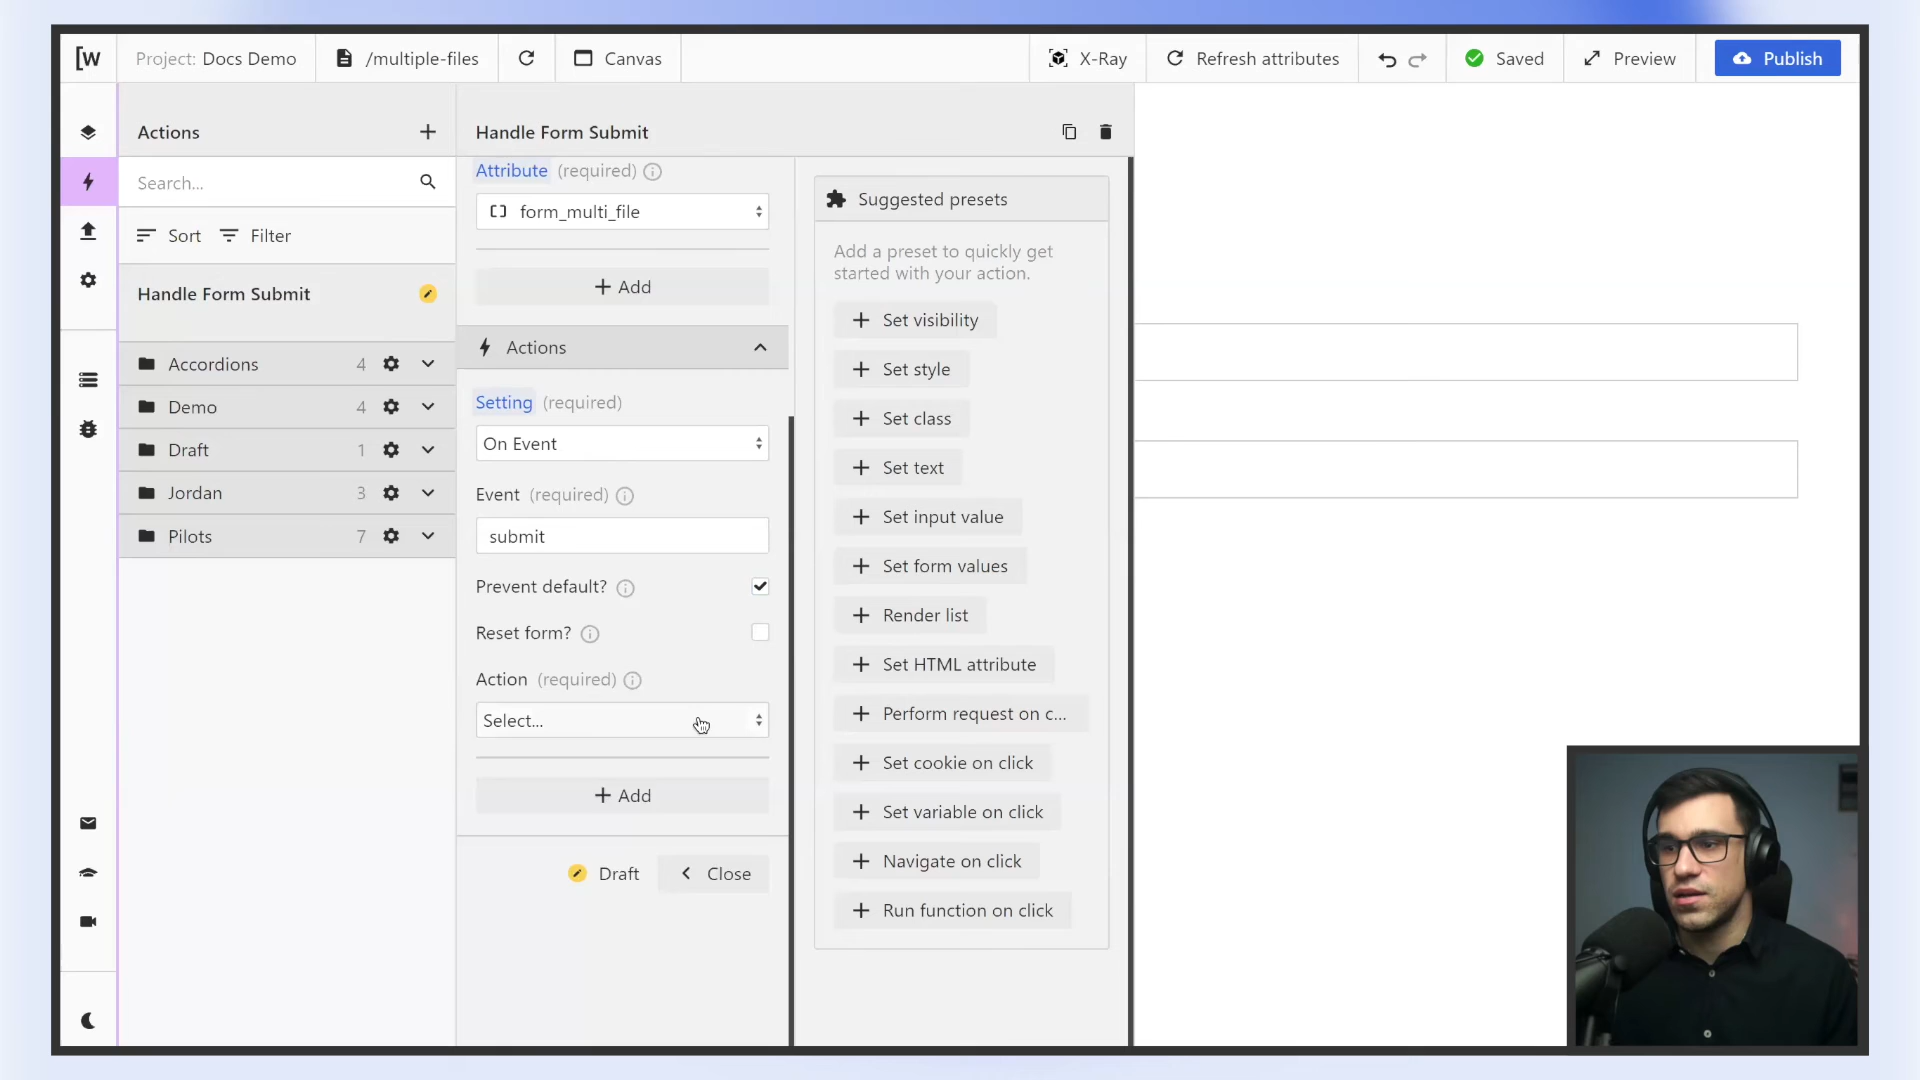 [w
Project: Docs Demo
/multiple-files
Canvas
X-Ray
Refresh attributes
Saved
Preview
Publish
Actions
Search...
Sort
Filter
Handle Form Submit
Accordions 4
Demo 4
Draft 1
Jordan 3
Pilots 7
Handle Form Submit
Attribute (required)
form_multi_file
+ Add
Actions
Setting (required)
On Event
Event (required)
submit
Prevent default?
Reset form?
Action (required)
Select...
+ Add
Draft
Close
Suggested presets
Add a preset to quickly get
started with your action.
+ Set visibility
+ Set style
+ Set class
+ Set text
+ Set input value
+ Set form values
+ Render list
+ Set HTML attribute
+ Perform request on c...
+ Set cookie on click
+ Set variable on click
+ Navigate on click
+ Run function on click